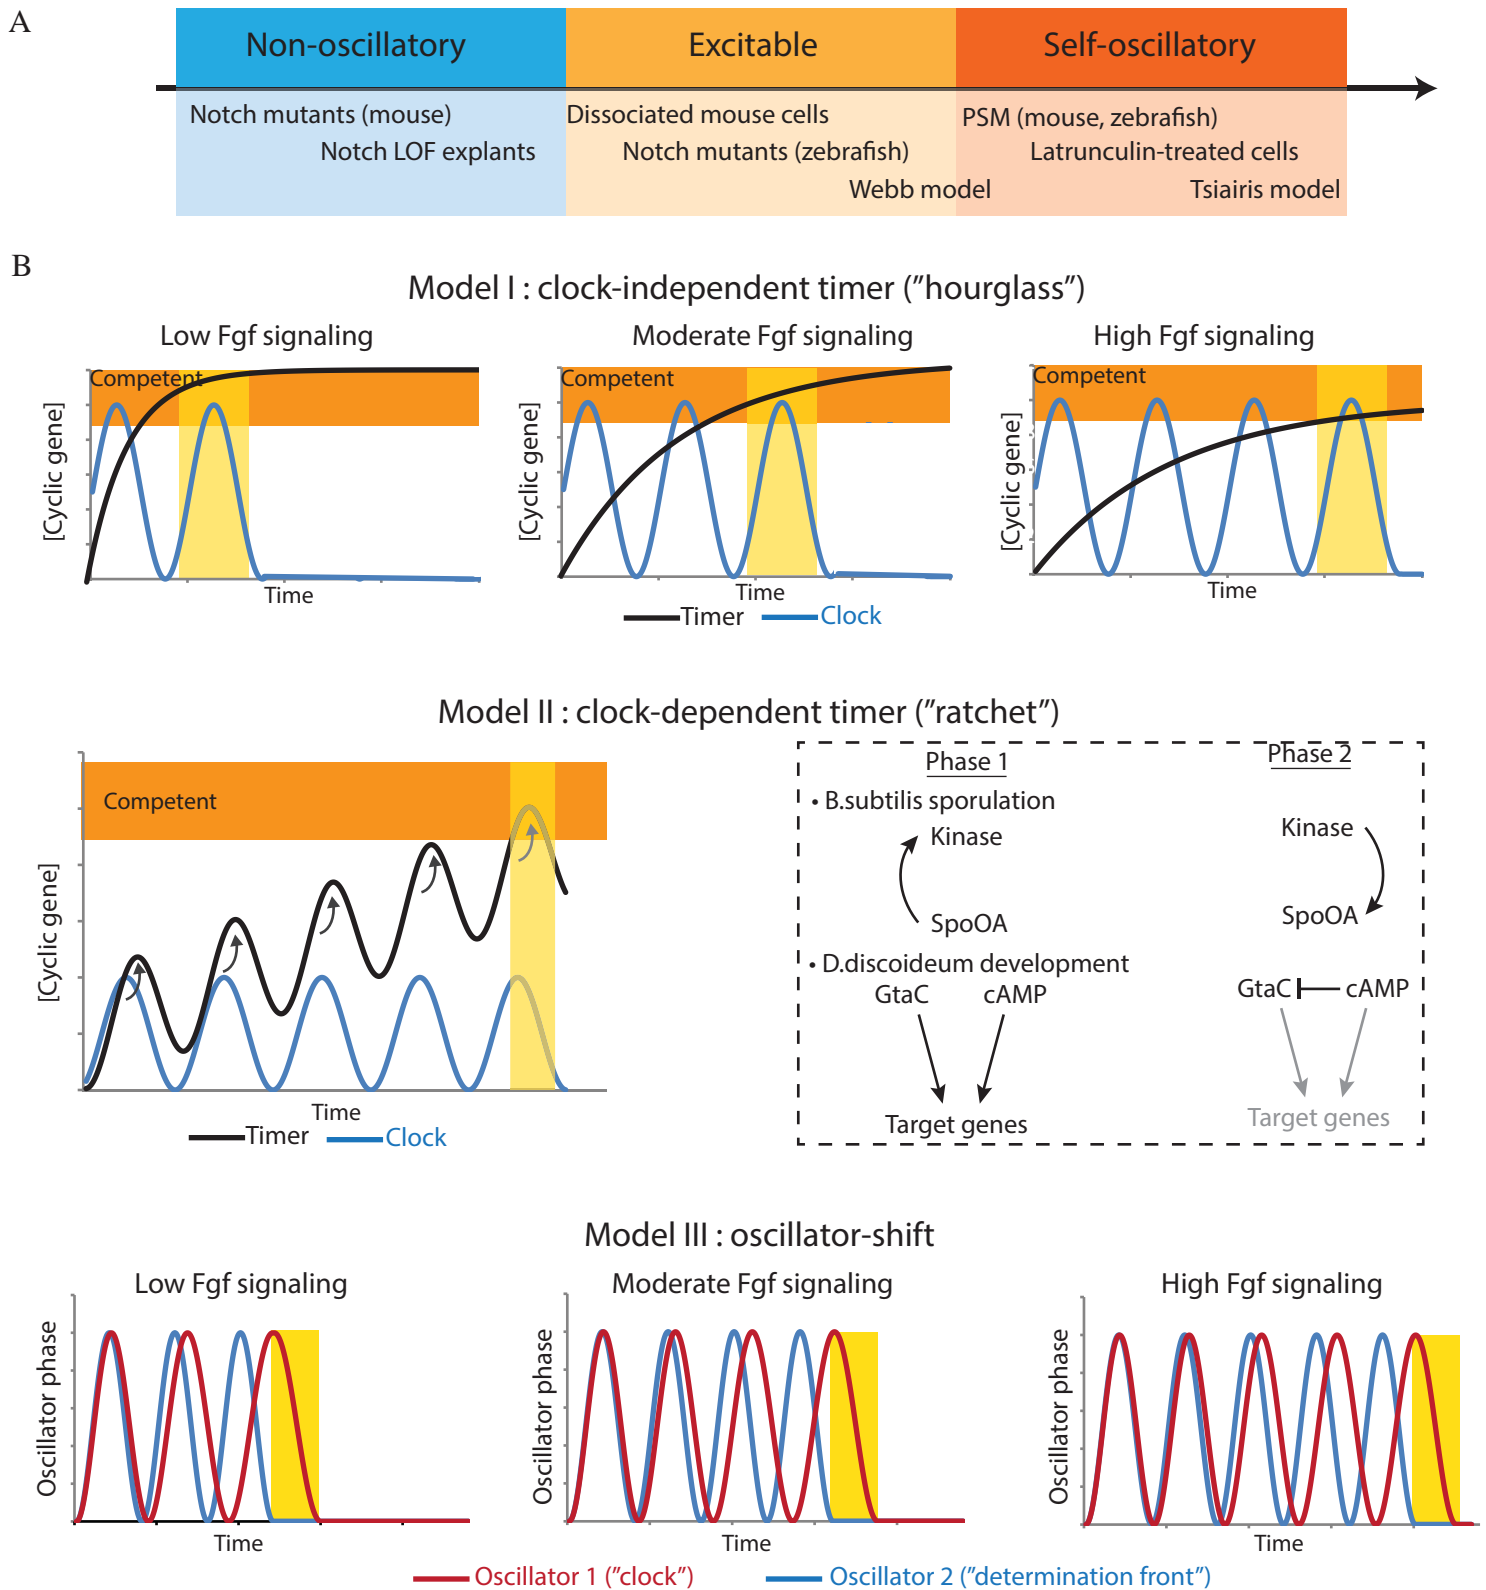 A
Non-oscillatory
Excitable
Self-oscillatory
Notch mutants (mouse)
Dissociated mouse cells
PSM (mouse, zebrafish)
Notch LOF explants
Notch mutants (zebrafish)
Latrunculin-treated cells
Webb model
Tsiairis model
B
Model I : clock-independent timer ("hourglass")
Low Fgf signaling
Moderate Fgf signaling
High Fgf signaling
Competent
Competent
Competent
[Cyclic gene]
[Cyclic gene]
[Cyclic gene]
Time
Time
Time
Timer
Clock
Model II : clock-dependent timer ("ratchet")
Competent
[Cyclic gene]
Time
Timer
Clock
Phase 1
Phase 2
• B.subtilis sporulation
Kinase
Kinase
SpoOA
SpoOA
• D.discoideum development
GtaC
cAMP
GtaC
cAMP
Target genes
Target genes
Model III : oscillator-shift
Low Fgf signaling
Moderate Fgf signaling
High Fgf signaling
Oscillator phase
Oscillator phase
Oscillator phase
Time
Time
Time
Oscillator 1 ("clock")
Oscillator 2 ("determination front")